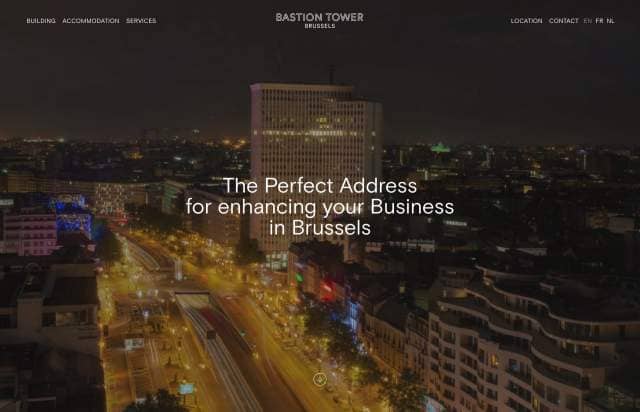 BUILDING ACCOMMODATION SERVICES
BASTION TOWER
BRUSSELS
LOCATION CONTACT EN FR NL
The Perfect Address
for enhancing your Business
in Brussels